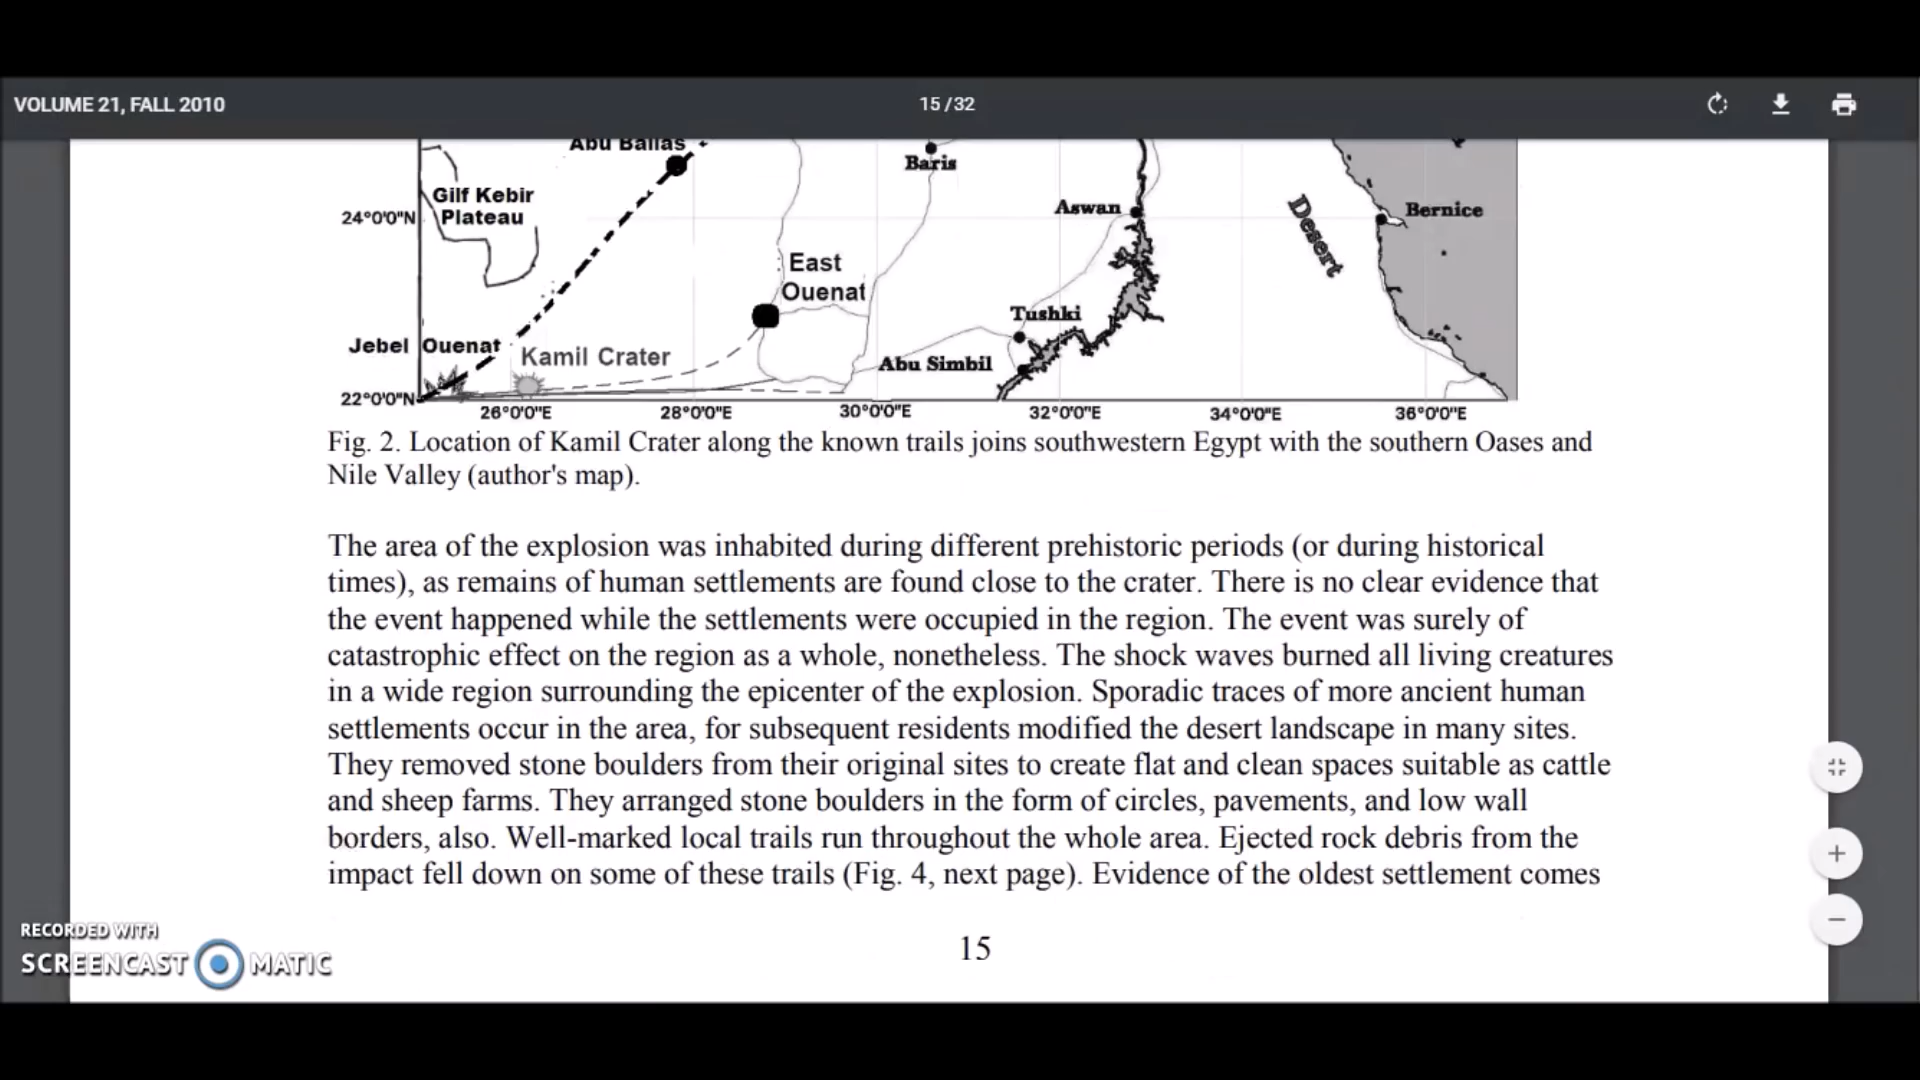 VOLUME 21, FALL 2010
15 / 32
Abu Ballas
Baris
Gilf Kebir
Plateau
24°0'0"N
Aswan
Desert
Bernice
East
Ouenat
Tushki
Jebel Ouenat
Kamil Crater
Abu Simbil
22°0'0"N
26°0'0"E 28°0'0"E 30°0'0"E 32°0'0"E 34°0'0"E 36°0'0"E
Fig. 2. Location of Kamil Crater along the known trails joins southwestern Egypt with the southern Oases and
Nile Valley (author's map).
The area of the explosion was inhabited during different prehistoric periods (or during historical
times), as remains of human settlements are found close to the crater. There is no clear evidence that
the event happened while the settlements were occupied in the region. The event was surely of
catastrophic effect on the region as a whole, nonetheless. The shock waves burned all living creatures
in a wide region surrounding the epicenter of the explosion. Sporadic traces of more ancient human
settlements occur in the area, for subsequent residents modified the desert landscape in many sites.
They removed stone boulders from their original sites to create flat and clean spaces suitable as cattle
and sheep farms. They arranged stone boulders in the form of circles, pavements, and low wall
borders, also. Well-marked local trails run throughout the whole area. Ejected rock debris from the
impact fell down on some of these trails (Fig. 4, next page). Evidence of the oldest settlement comes
15
RECORDED WITH
SCREENCAST MATIC